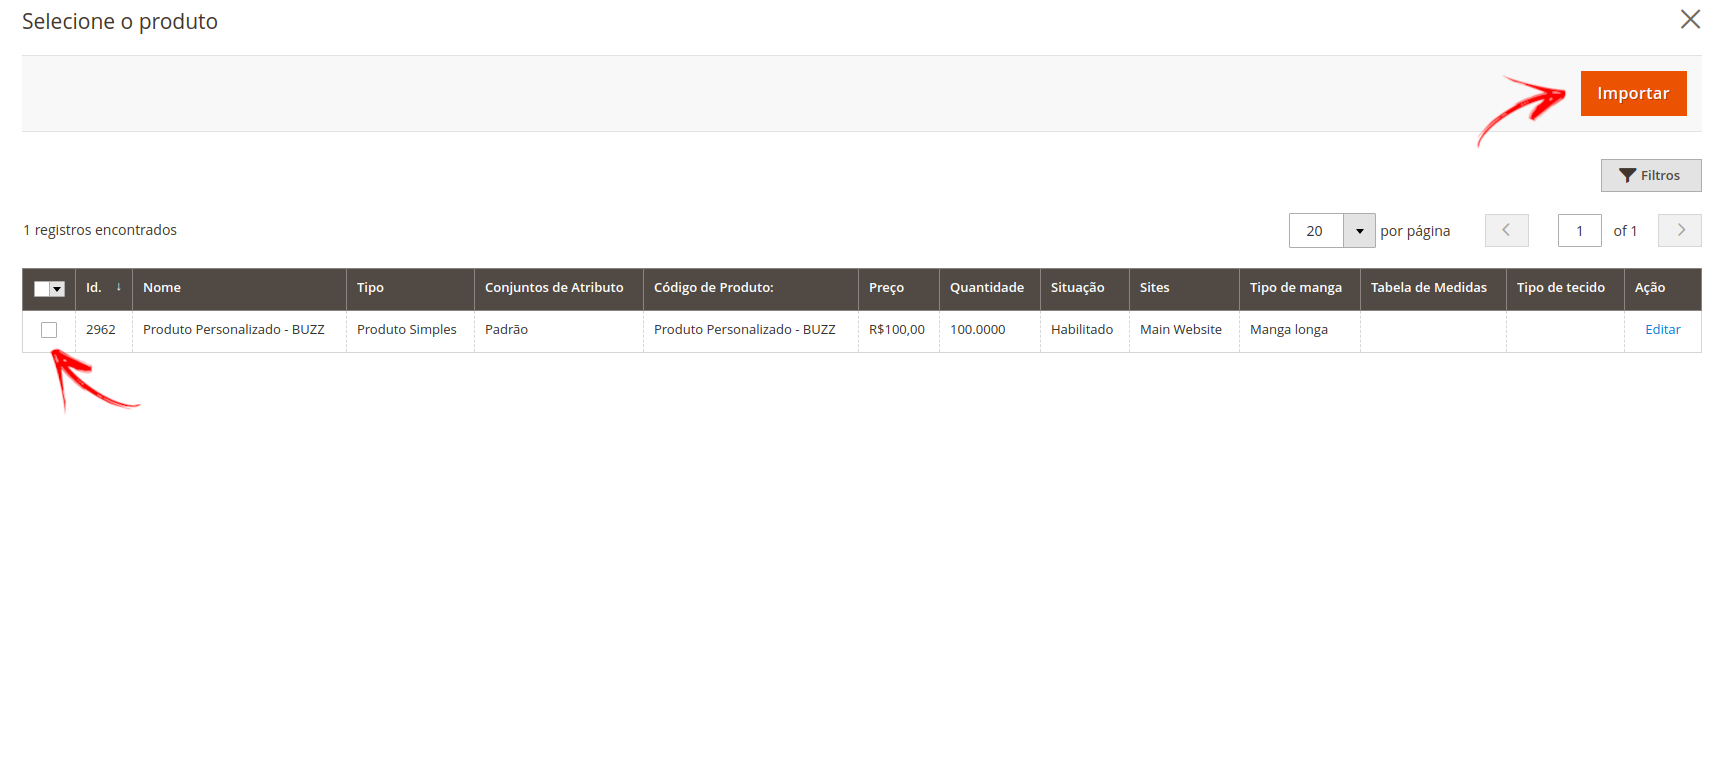 Selecione o produto
Importar
Filtros
1 registros encontrados
20 por página 1 of 1
Id. ↓ Nome Tipo Conjuntos de Atributo Código de Produto: Preço Quantidade Situação Sites Tipo de manga Tabela de Medidas Tipo de tecido Ação
2962 Produto Personalizado - BUZZ Produto Simples Padrão Produto Personalizado - BUZZ R$100,00 100.0000 Habilitado Main Website Manga longa Editar